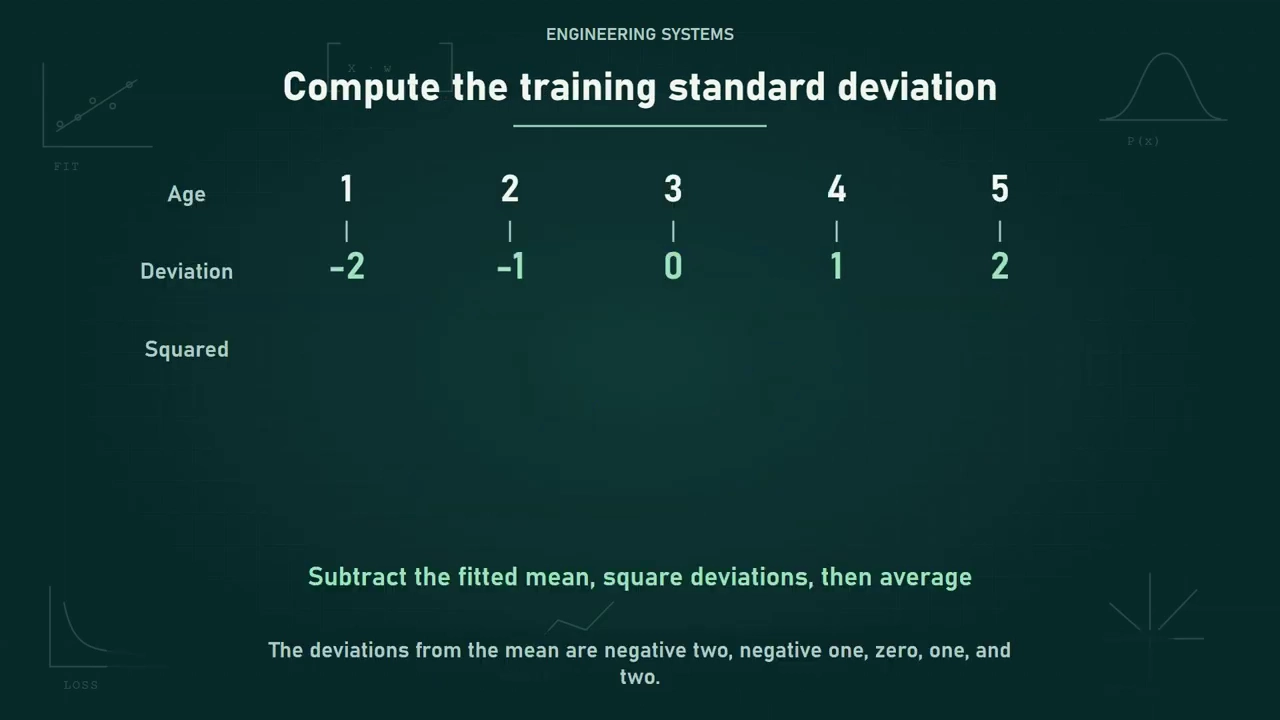 ENGINEERING SYSTEMS
X · w
Compute the training standard deviation
FIT
P(x)
Age 1 2 3 4 5
Deviation -2 -1 0 1 2
Squared
Subtract the fitted mean, square deviations, then average
The deviations from the mean are negative two, negative one, zero, one, and
two.
LOSS